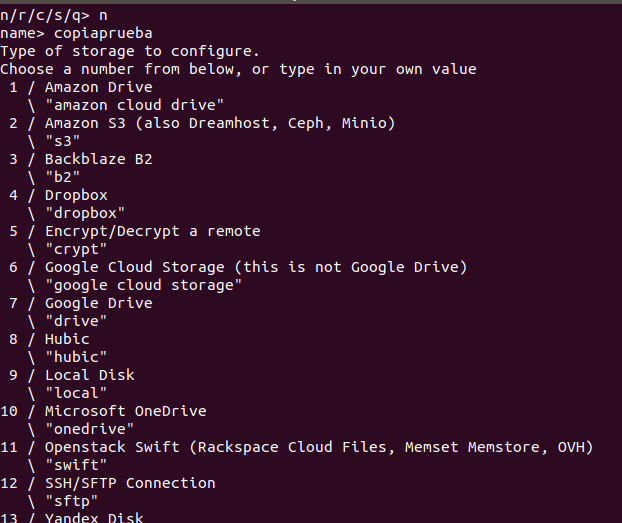 n/r/c/s/q> n
name> copiaprueba
Type of storage to configure.
Choose a number from below, or type in your own value
 1 / Amazon Drive
   \ "amazon cloud drive"
 2 / Amazon S3 (also Dreamhost, Ceph, Minio)
   \ "s3"
 3 / Backblaze B2
   \ "b2"
 4 / Dropbox
   \ "dropbox"
 5 / Encrypt/Decrypt a remote
   \ "crypt"
 6 / Google Cloud Storage (this is not Google Drive)
   \ "google cloud storage"
 7 / Google Drive
   \ "drive"
 8 / Hubic
   \ "hubic"
 9 / Local Disk
   \ "local"
10 / Microsoft OneDrive
   \ "onedrive"
11 / Openstack Swift (Rackspace Cloud Files, Memset Memstore, OVH)
   \ "swift"
12 / SSH/SFTP Connection
   \ "sftp"
13 / Yandex Disk